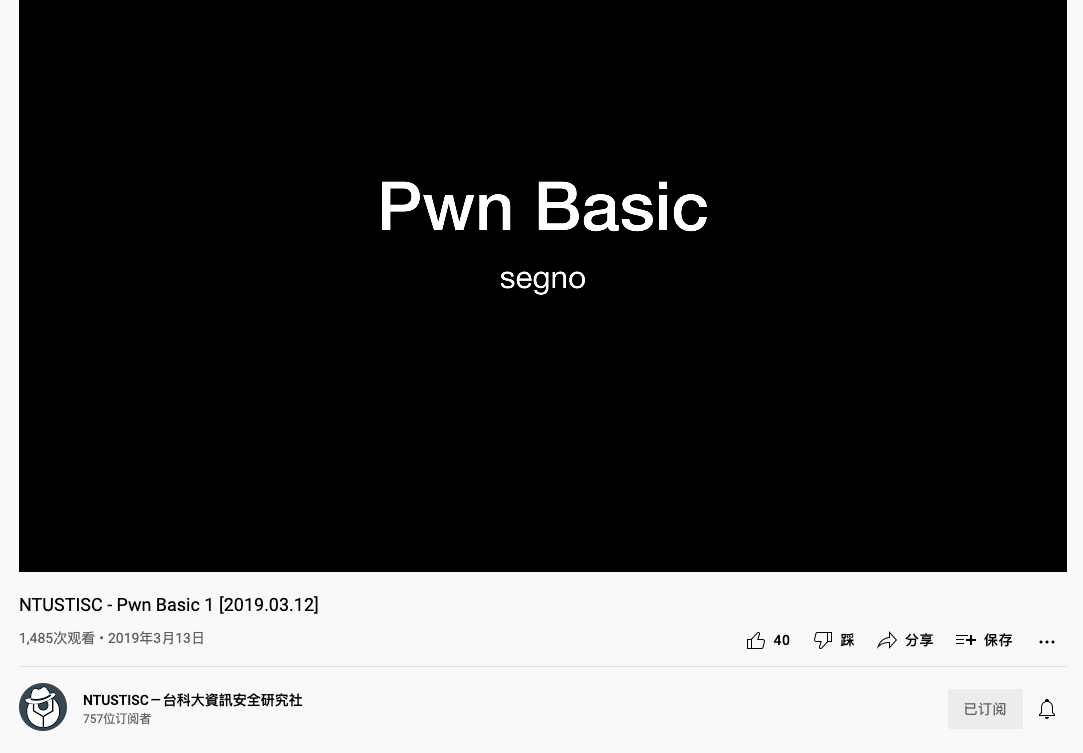 Pwn Basic
segno
NTUSTISC - Pwn Basic 1 [2019.03.12]
1,485次观看•2019年3月13日
40 踩 分享 保存
NTUSTISC－台科大資訊安全研究社
757位订阅者
已订阅